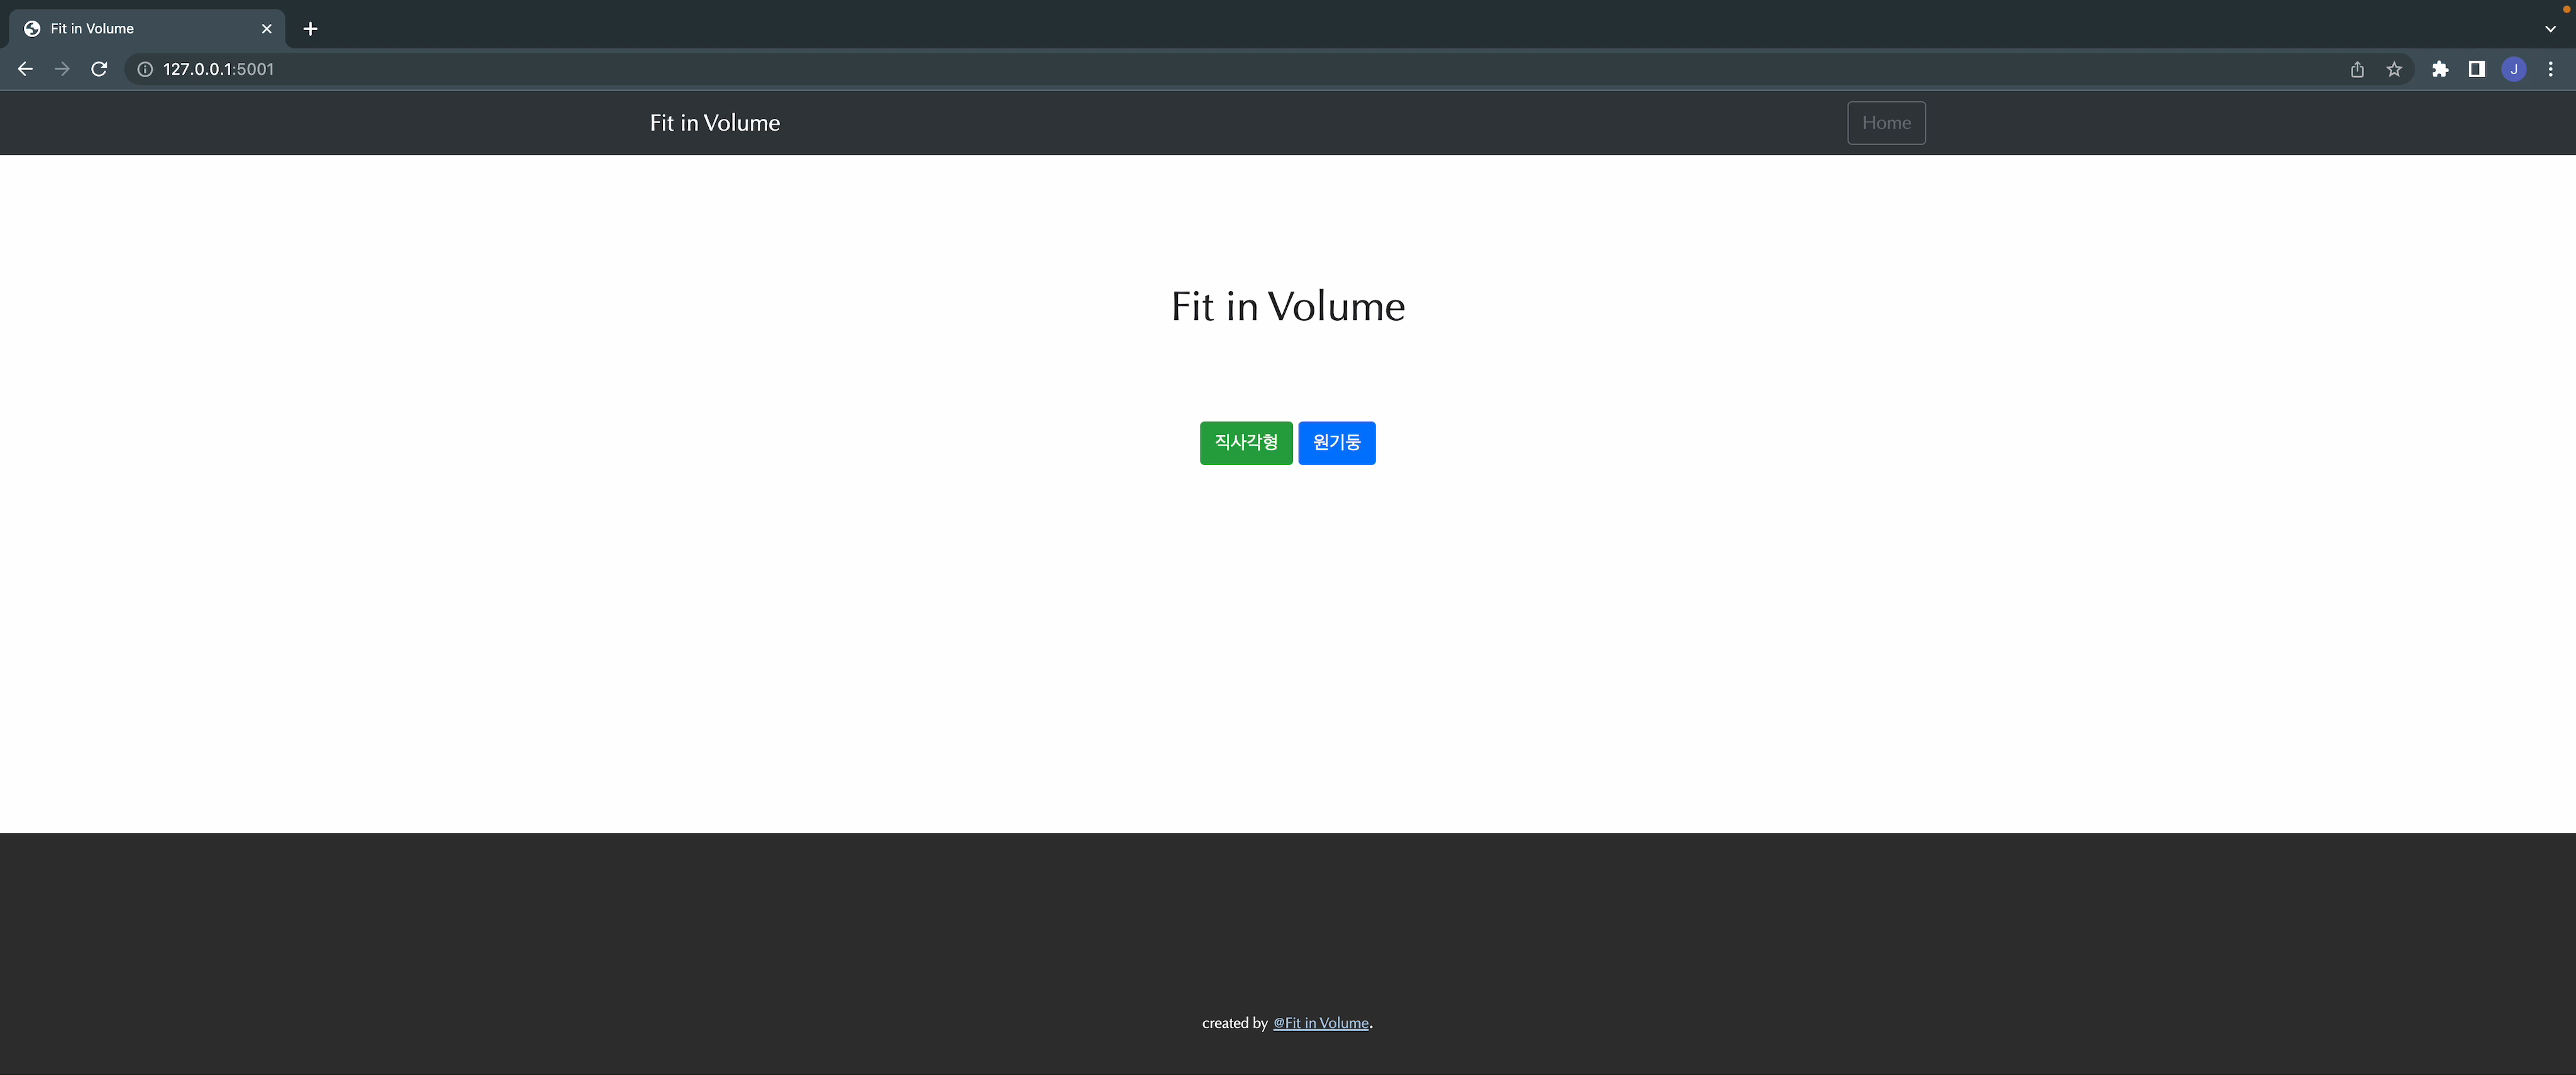 Fit in Volume
127.0.0.1:5001
J
Fit in Volume
Home
Fit in Volume
직사각형 원기둥
created by @Fit in Volume.